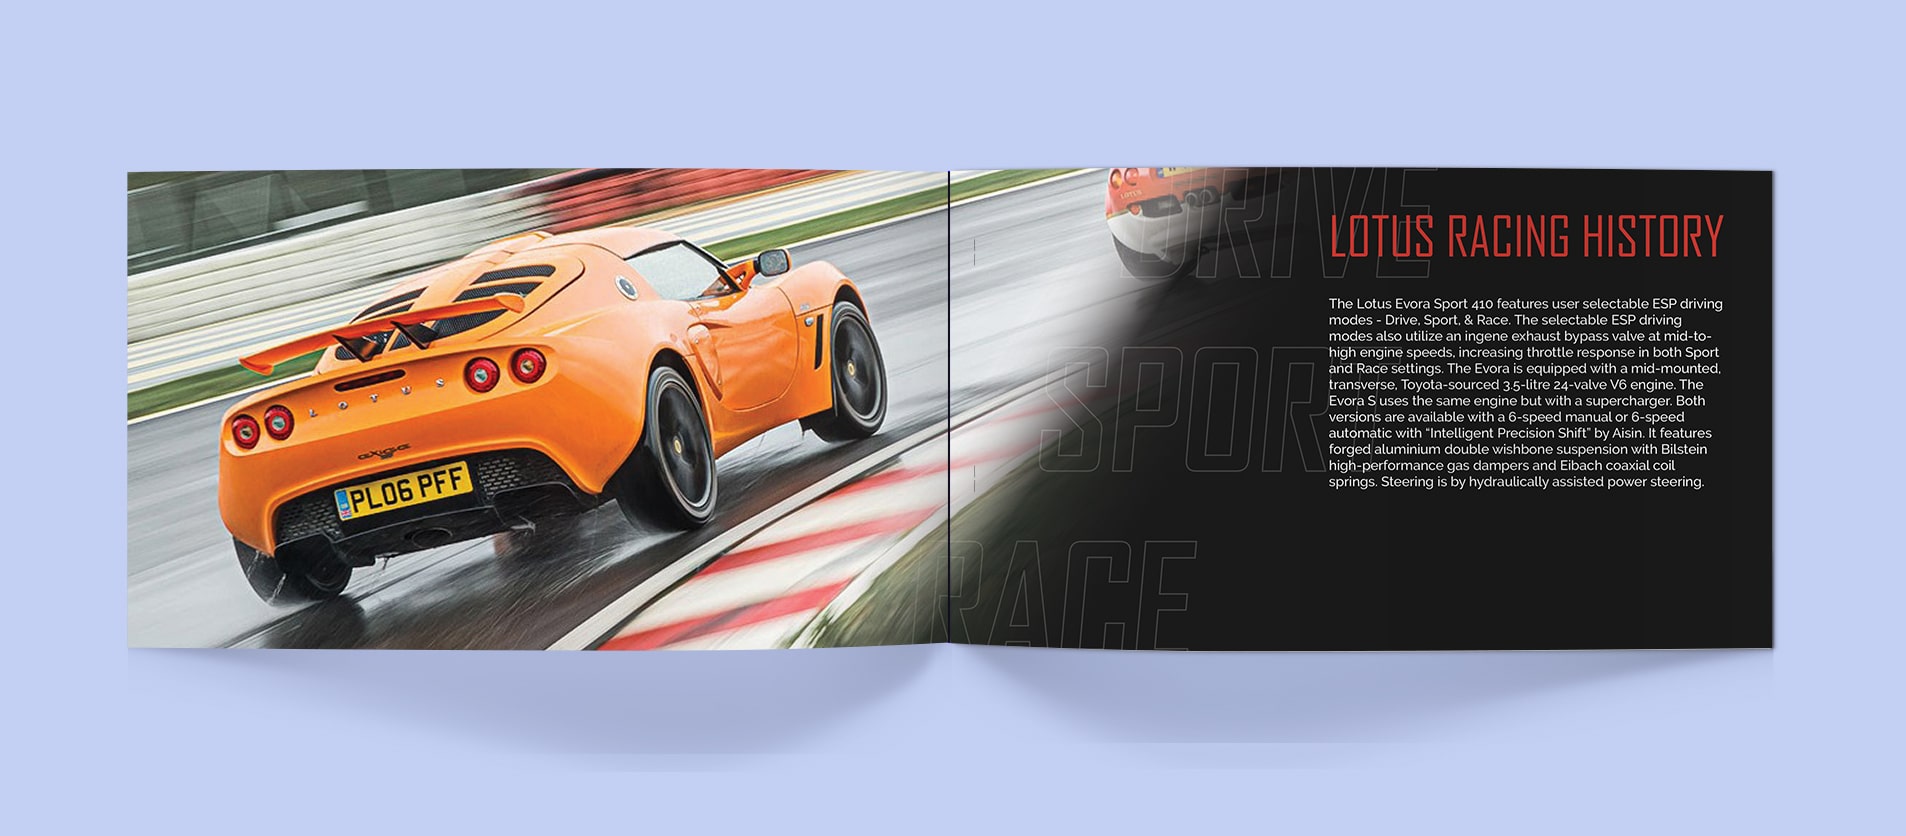 LOTUS
exige
PL06 PFF
LOTUS
DRIVE
SPORT
RACE
LOTUS RACING HISTORY
The Lotus Evora Sport 410 features user selectable ESP driving
modes - Drive, Sport, & Race. The selectable ESP driving
modes also utilize an ingene exhaust bypass valve at mid-to-
high engine speeds, increasing throttle response in both Sport
and Race settings. The Evora is equipped with a mid-mounted,
transverse, Toyota-sourced 3.5-litre 24-valve V6 engine. The
Evora S uses the same engine but with a supercharger. Both
versions are available with a 6-speed manual or 6-speed
automatic with “Intelligent Precision Shift” by Aisin. It features
forged aluminium double wishbone suspension with Bilstein
high-performance gas dampers and Eibach coaxial coil
springs. Steering is by hydraulically assisted power steering.